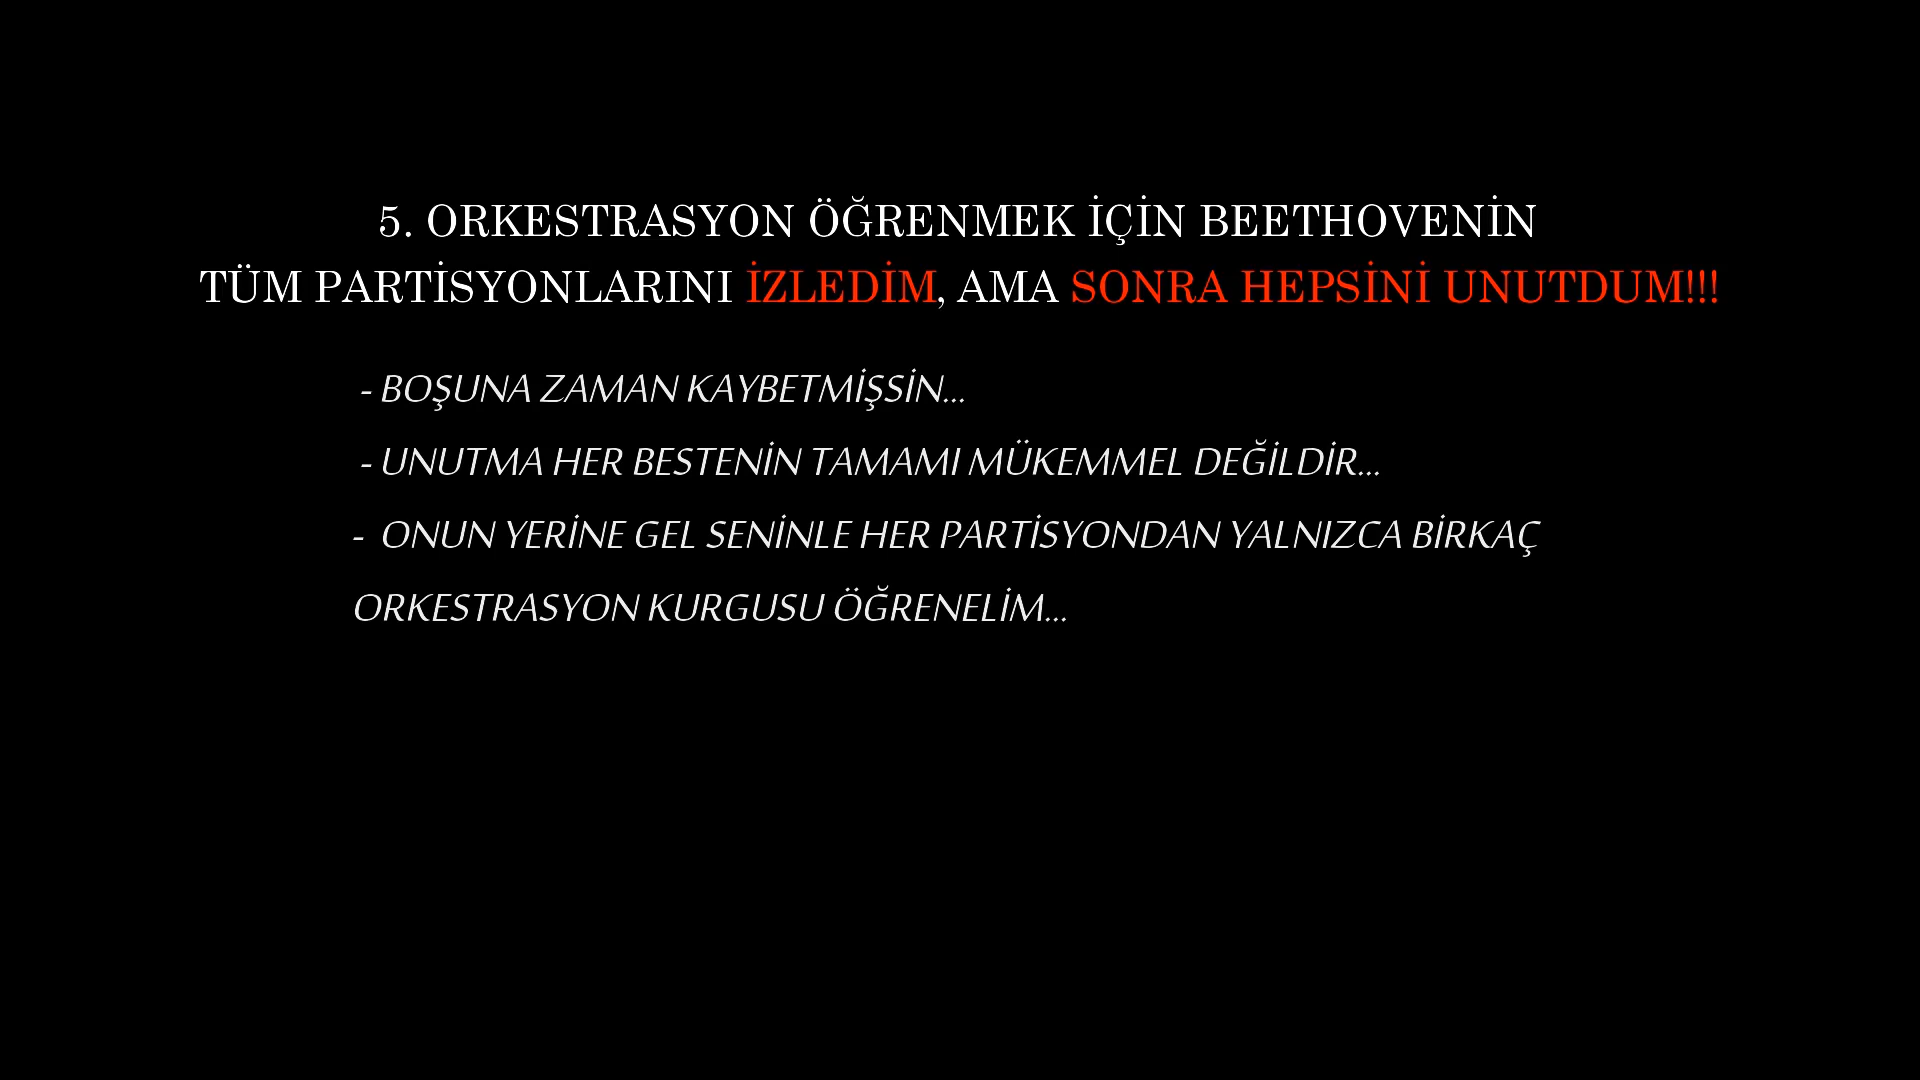 5. ORKESTRASYON ÖĞRENMEK İÇİN BEETHOVENİN
TÜM PARTİSYONLARINI İZLEDİM, AMA SONRA HEPSİNİ UNUTDUM!!!
- BOŞUNA ZAMAN KAYBETMİŞSİN...
- UNUTMA HER BESTENİN TAMAMI MÜKEMMEL DEĞİLDİR...
- ONUN YERİNE GEL SENİNLE HER PARTİSYONDAN YALNIZCA BİRKAÇ
ORKESTRASYON KURGUSU ÖĞRENELİM...